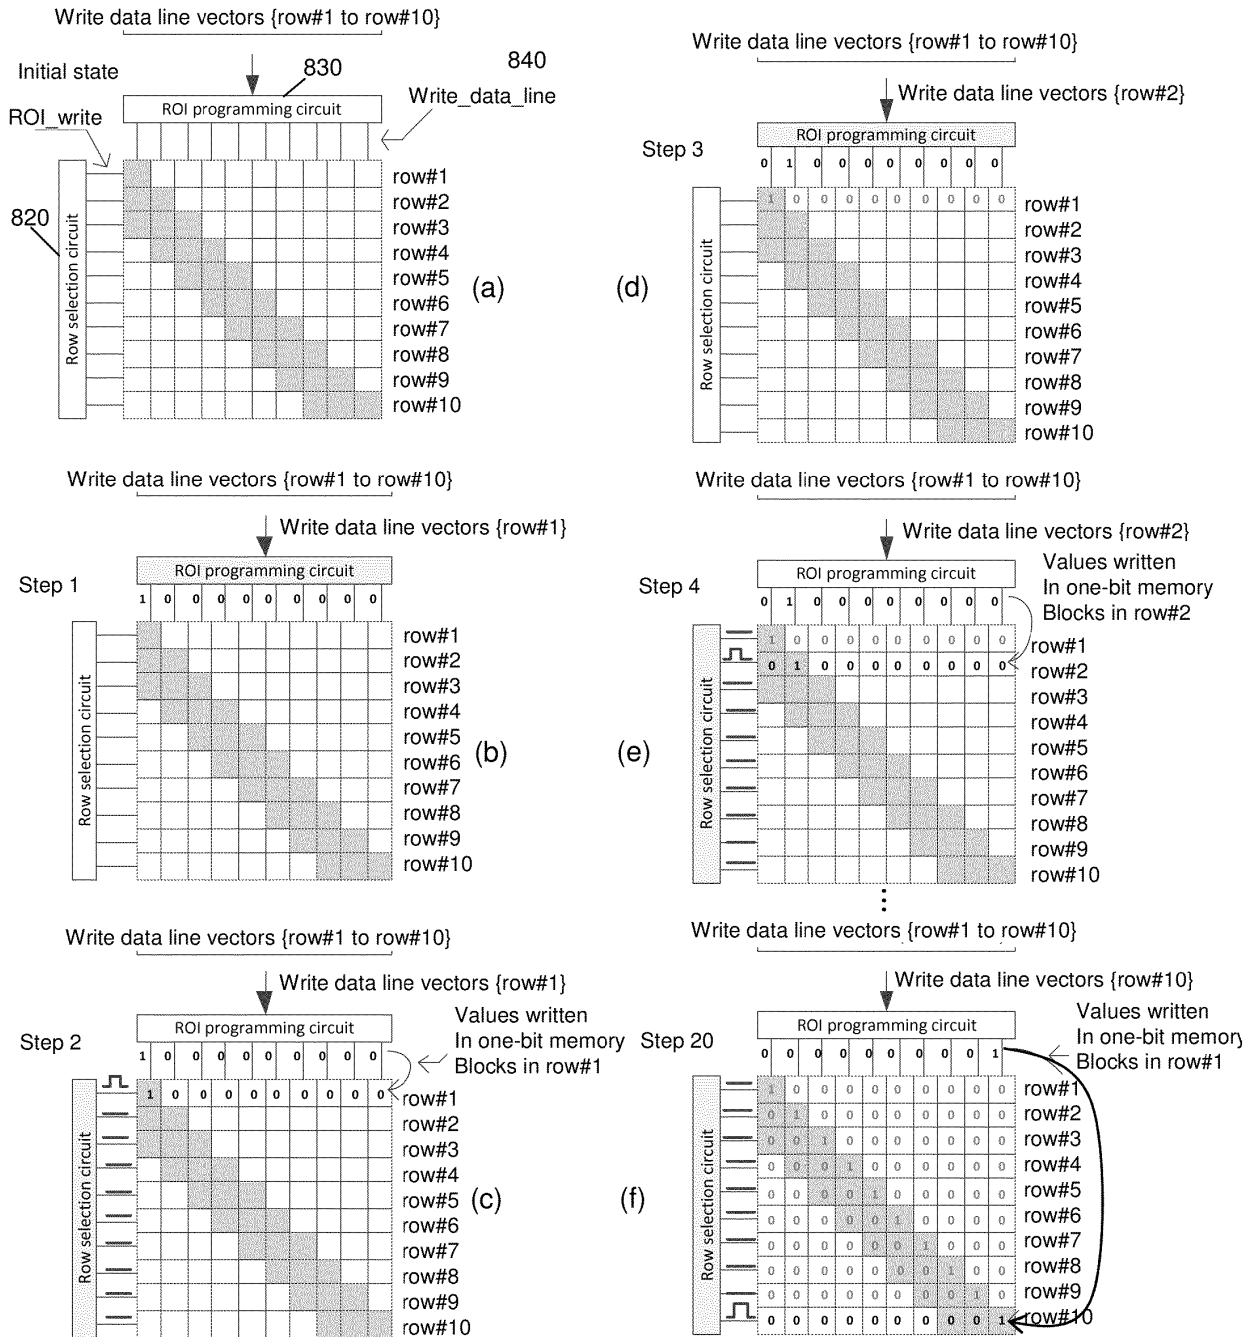 Write data line vectors {row#1 to row#10}
Initial state
830
840
ROI programming circuit
Write_data_line
ROI_write
820
Row selection circuit
row#1
row#2
row#3
row#4
row#5
row#6
row#7
row#8
row#9
row#10
(a)
Write data line vectors {row#1 to row#10}
Write data line vectors {row#1}
ROI programming circuit
Step 1
1 0 0 0 0 0 0 0 0 0
Row selection circuit
row#1
row#2
row#3
row#4
row#5
row#6
row#7
row#8
row#9
row#10
(b)
Write data line vectors {row#1 to row#10}
Write data line vectors {row#1}
ROI programming circuit
Step 2
1 0 0 0 0 0 0 0 0 0
Values written
In one-bit memory
Blocks in row#1
Row selection circuit
1 0 0 0 0 0 0 0 0 0
row#1
row#2
row#3
row#4
row#5
row#6
row#7
row#8
row#9
row#10
(c)
Write data line vectors {row#1 to row#10}
Write data line vectors {row#2}
ROI programming circuit
Step 3
0 1 0 0 0 0 0 0 0 0
Row selection circuit
1 0 0 0 0 0 0 0 0 0
row#1
row#2
row#3
row#4
row#5
row#6
row#7
row#8
row#9
row#10
(d)
Write data line vectors {row#1 to row#10}
Write data line vectors {row#2}
ROI programming circuit
Step 4
0 1 0 0 0 0 0 0 0 0
Values written
In one-bit memory
Blocks in row#2
Row selection circuit
1 0 0 0 0 0 0 0 0 0
0 1 0 0 0 0 0 0 0 0
row#1
row#2
row#3
row#4
row#5
row#6
row#7
row#8
row#9
row#10
(e)
Write data line vectors {row#1 to row#10}
Write data line vectors {row#10}
ROI programming circuit
Step 20
0 0 0 0 0 0 0 0 0 1
Values written
In one-bit memory
Blocks in row#1
Row selection circuit
1 0 0 0 0 0 0 0 0 0 row#1
0 1 0 0 0 0 0 0 0 0 row#2
0 0 1 0 0 0 0 0 0 0 row#3
0 0 0 1 0 0 0 0 0 0 row#4
0 0 0 0 1 0 0 0 0 0 row#5
0 0 0 0 0 1 0 0 0 0 row#6
0 0 0 0 0 0 1 0 0 0 row#7
0 0 0 0 0 0 0 1 0 0 row#8
0 0 0 0 0 0 0 0 1 0 row#9
0 0 0 0 0 0 0 0 0 1 row#10
(f)